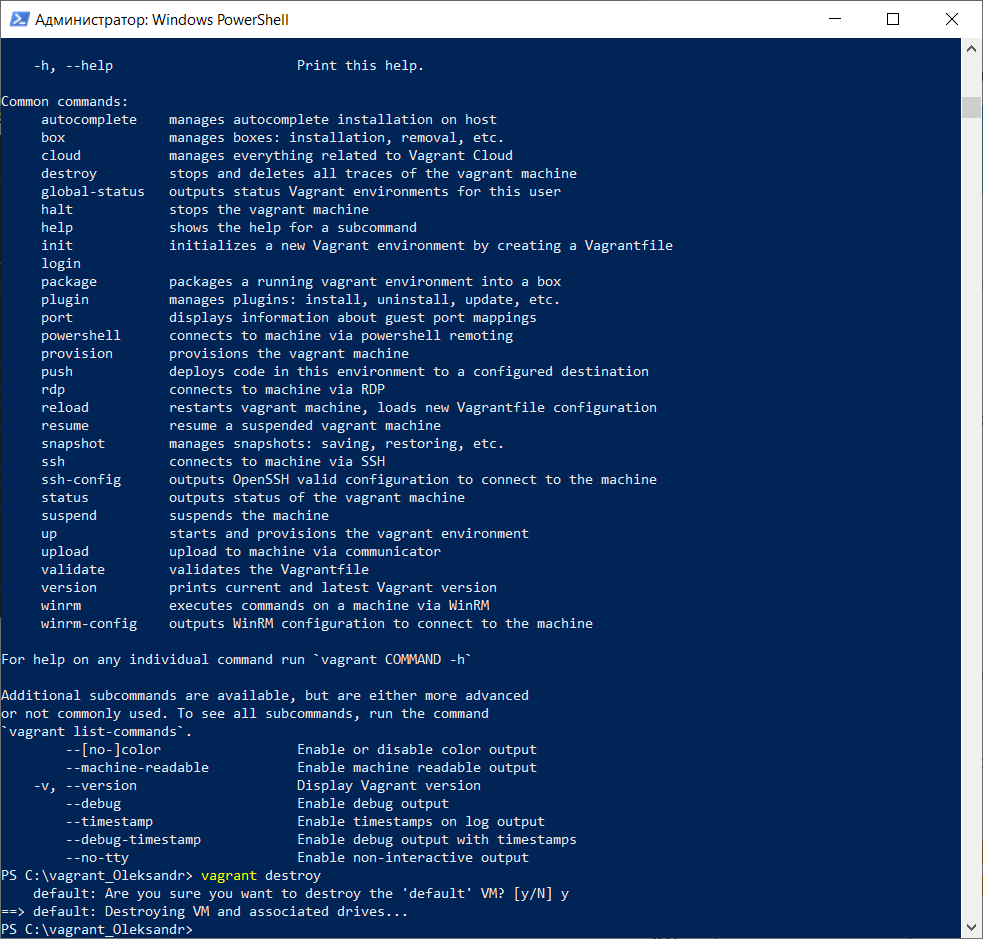 Администратор: Windows PowerShell
-h, --help Print this help.
Common commands:
autocomplete manages autocomplete installation on host
box manages boxes: installation, removal, etc.
cloud manages everything related to Vagrant Cloud
destroy stops and deletes all traces of the vagrant machine
global-status outputs status Vagrant environments for this user
halt stops the vagrant machine
help shows the help for a subcommand
init initializes a new Vagrant environment by creating a Vagrantfile
login
package packages a running vagrant environment into a box
plugin manages plugins: install, uninstall, update, etc.
port displays information about guest port mappings
powershell connects to machine via powershell remoting
provision provisions the vagrant machine
push deploys code in this environment to a configured destination
rdp connects to machine via RDP
reload restarts vagrant machine, loads new Vagrantfile configuration
resume resume a suspended vagrant machine
snapshot manages snapshots: saving, restoring, etc.
ssh connects to machine via SSH
ssh-config outputs OpenSSH valid configuration to connect to the machine
status outputs status of the vagrant machine
suspend suspends the machine
up starts and provisions the vagrant environment
upload upload to machine via communicator
validate validates the Vagrantfile
version prints current and latest Vagrant version
winrm executes commands on a machine via WinRM
winrm-config outputs WinRM configuration to connect to the machine
For help on any individual command run `vagrant COMMAND -h`
Additional subcommands are available, but are either more advanced
or not commonly used. To see all subcommands, run the command
`vagrant list-commands`.
--[no-]color Enable or disable color output
--machine-readable Enable machine readable output
-v, --version Display Vagrant version
--debug Enable debug output
--timestamp Enable timestamps on log output
--debug-timestamp Enable debug output with timestamps
--no-tty Enable non-interactive output
PS C:\vagrant_Oleksandr> vagrant destroy
default: Are you sure you want to destroy the 'default' VM? [y/N] y
==> default: Destroying VM and associated drives...
PS C:\vagrant_Oleksandr>